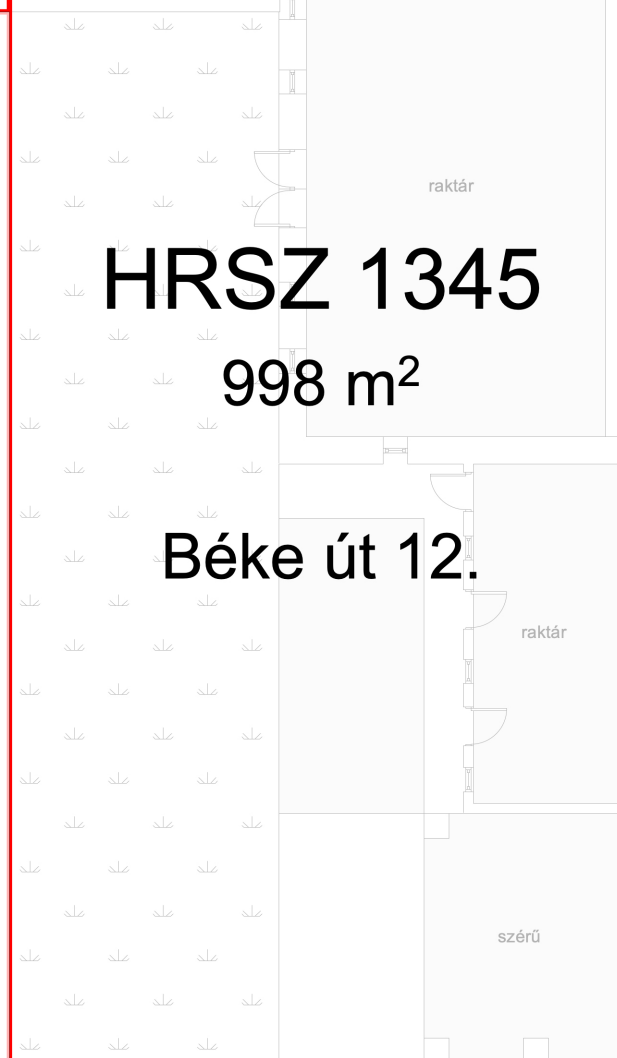 raktár
HRSZ 1345
998 m²
Béke út 12.
raktár
szérű